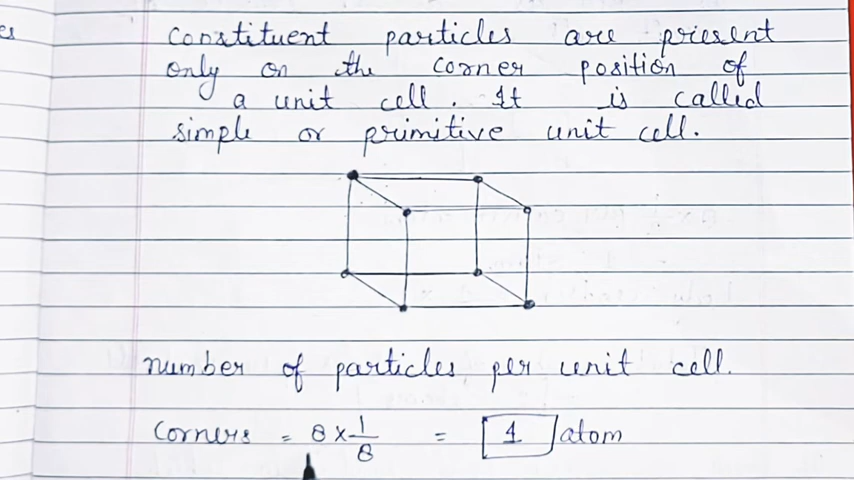 es
constituent particles are present
only on the corner position of
a unit cell. It is called
simple or primitive unit cell.
number of particles per unit cell.
Corners = 8 × 1/8 = 1 atom